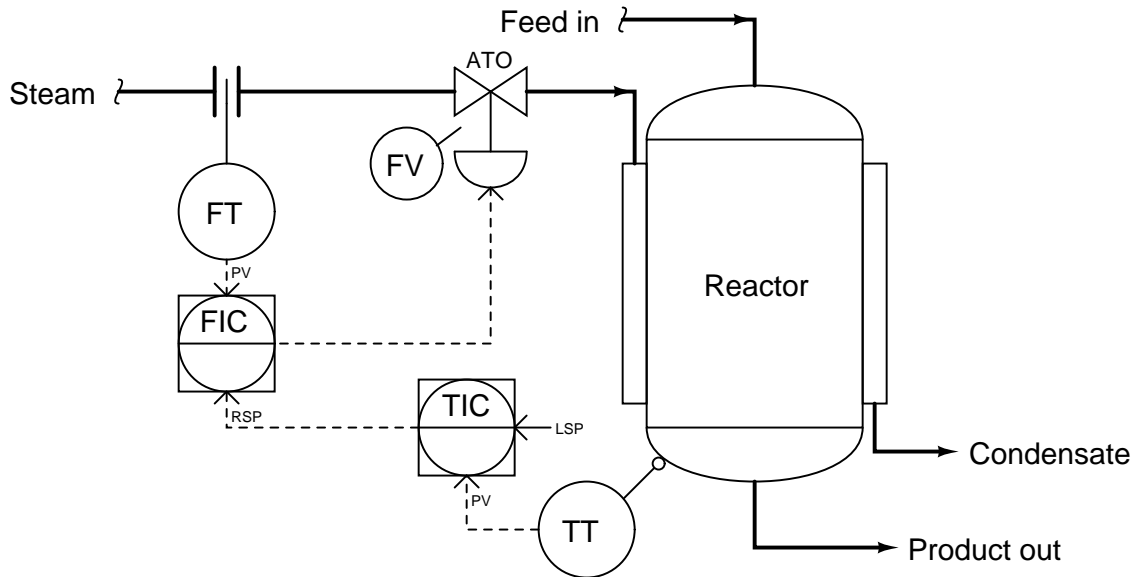 Feed in
ATO
Steam
FV
FT
PV
Reactor
FIC
RSP
TIC
LSP
Condensate
PV
TT
Product out